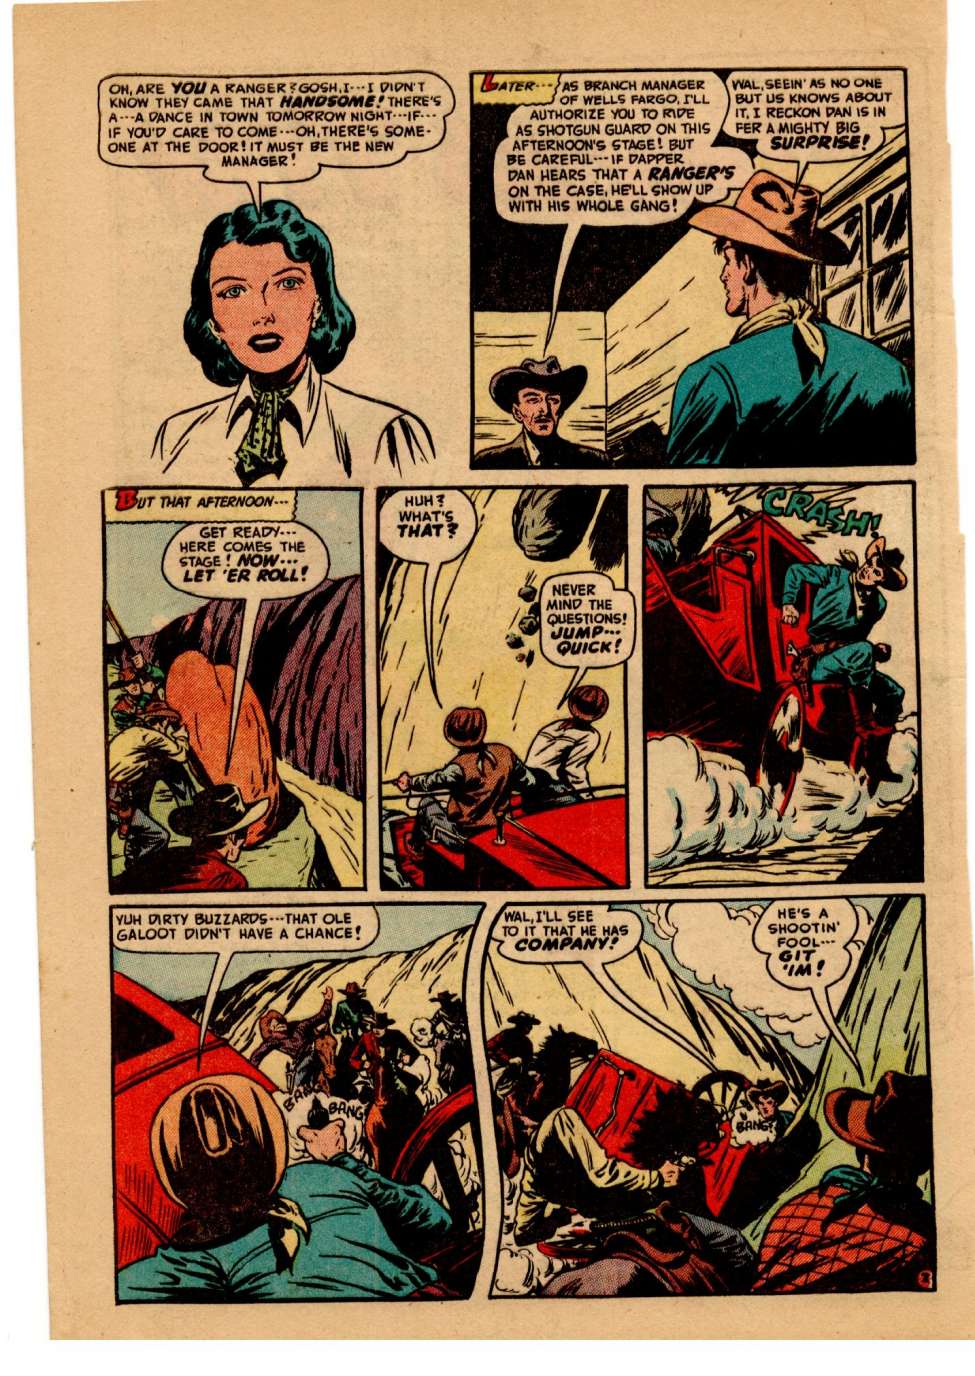 OH, ARE YOU A RANGER? GOSH, I---I DIDN'T
KNOW THEY CAME THAT HANDSOME! THERE'S
A---A DANCE IN TOWN TOMORROW NIGHT---IF---
IF YOU'D CARE TO COME---OH, THERE'S SOME-
ONE AT THE DOOR! IT MUST BE THE NEW
MANAGER!
LATER---
AS BRANCH MANAGER
OF WELLS FARGO, I'LL
AUTHORIZE YOU TO RIDE
AS SHOTGUN GUARD ON THIS
AFTERNOON'S STAGE! BUT
BE CAREFUL---IF DAPPER
DAN HEARS THAT A RANGER'S
ON THE CASE, HE'LL SHOW UP
WITH HIS WHOLE GANG!
WAL, SEEIN' AS NO ONE
BUT US KNOWS ABOUT
IT, I RECKON DAN IS IN
FER A MIGHTY BIG
SURPRISE!
BUT THAT AFTERNOON---
GET READY---
HERE COMES THE
STAGE! NOW---
LET 'ER ROLL!
HUH?
WHAT'S
THAT?
NEVER
MIND THE
QUESTIONS!
JUMP---
QUICK!
CRASH!
YUH DIRTY BUZZARDS---THAT OLE
GALOOT DIDN'T HAVE A CHANCE!
BANG!
BANG!
WAL, I'LL SEE
TO IT THAT HE HAS
COMPANY!
HE'S A
SHOOTIN'
FOOL---
GIT
'IM!
BANG!
2